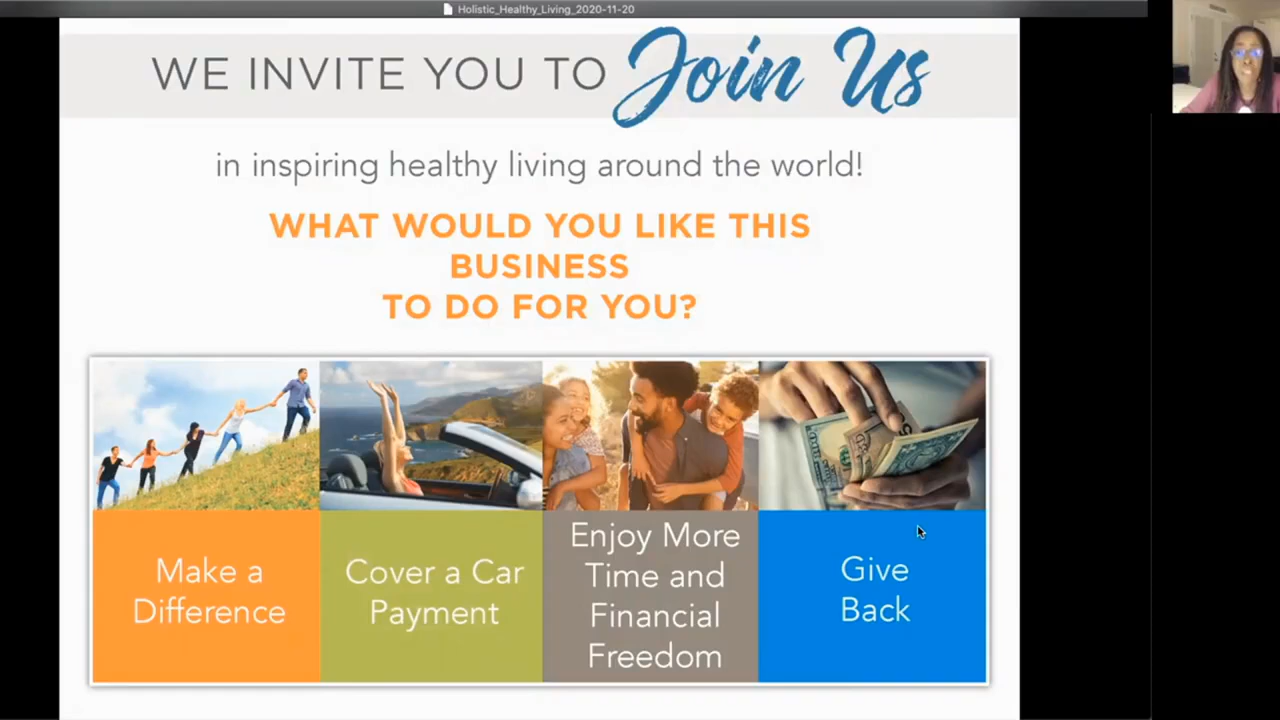 Holistic_Healthy_Living_2020-11-20
WE INVITE YOU TO Join Us
in inspiring healthy living around the world!
WHAT WOULD YOU LIKE THIS
BUSINESS
TO DO FOR YOU?
Make a
Difference
Cover a Car
Payment
Enjoy More
Time and
Financial
Freedom
Give
Back